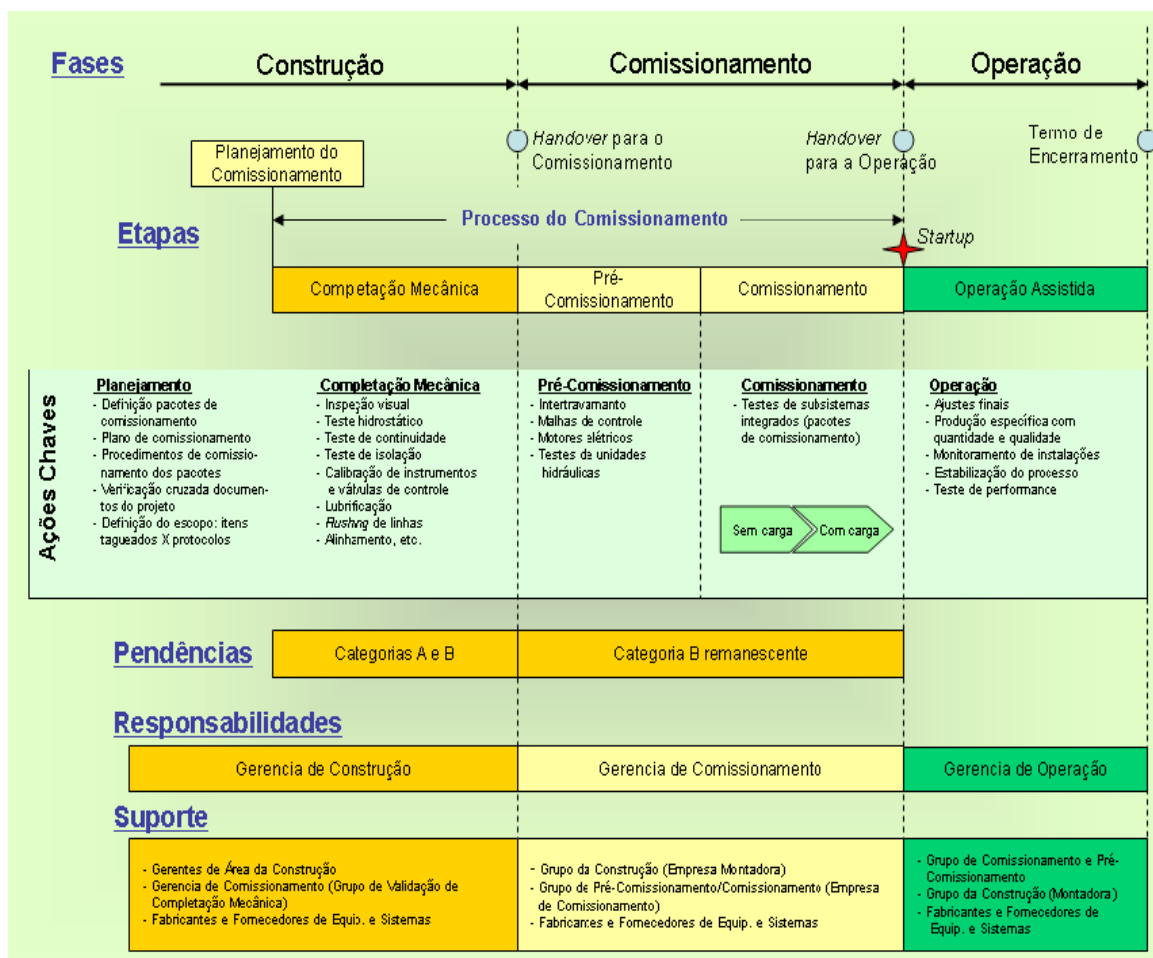 Fases
Construção
Comissionamento
Operação
Planejamento do
Comissionamento
Handover para o
Comissionamento
Handover
para a Operação
Termo de
Encerramento
Processo do Comissionamento
Etapas
Startup
Competação Mecânica
Pré-
Comissionamento
Comissionamento
Operação Assistida
Ações Chaves
Planejamento
- Definição pacotes de
comissionamento
- Plano de comissionamento
- Procedimentos de comissio-
namento dos pacotes
- Verificação cruzada documen-
tos do projeto
- Definição do escopo: itens
tagueados X protocolos
Completação Mecânica
- Inspeção visual
- Teste hidrostático
- Teste de continuidade
- Teste de isolação
- Calibração de instrumentos
e válvulas de controle
- Lubrificação
- Flushing de linhas
- Alinhamento, etc.
Pré-Comissionamento
- Intertravamanto
- Malhas de controle
- Motores elétricos
- Testes de unidades
hidráulicas
Comissionamento
- Testes de subsistemas
integrados (pacotes
de comissionamento)
Sem carga
Com carga
Operação
- Ajustes finais
- Produção específica com
quantidade e qualidade
- Monitoramento de instalações
- Estabilização do processo
- Teste de performance
Pendências
Categorias A e B
Categoria B remanescente
Responsabilidades
Gerencia de Construção
Gerencia de Comissionamento
Gerencia de Operação
Suporte
- Gerentes de Área da Construção
- Gerencia de Comissionamento (Grupo de Validação de
Completação Mecânica)
- Fabricantes e Fornecedores de Equip. e Sistemas
- Grupo da Construção (Empresa Montadora)
- Grupo de Pré-Comissionamento/Comissionamento (Empresa
de Comissionamento)
- Fabricantes e Fornecedores de Equip. e Sistemas
- Grupo de Comissionamento e Pré-
Comissionamento
- Grupo da Construção (Montadora)
- Fabricantes e Fornecedores de
Equip. e Sistemas